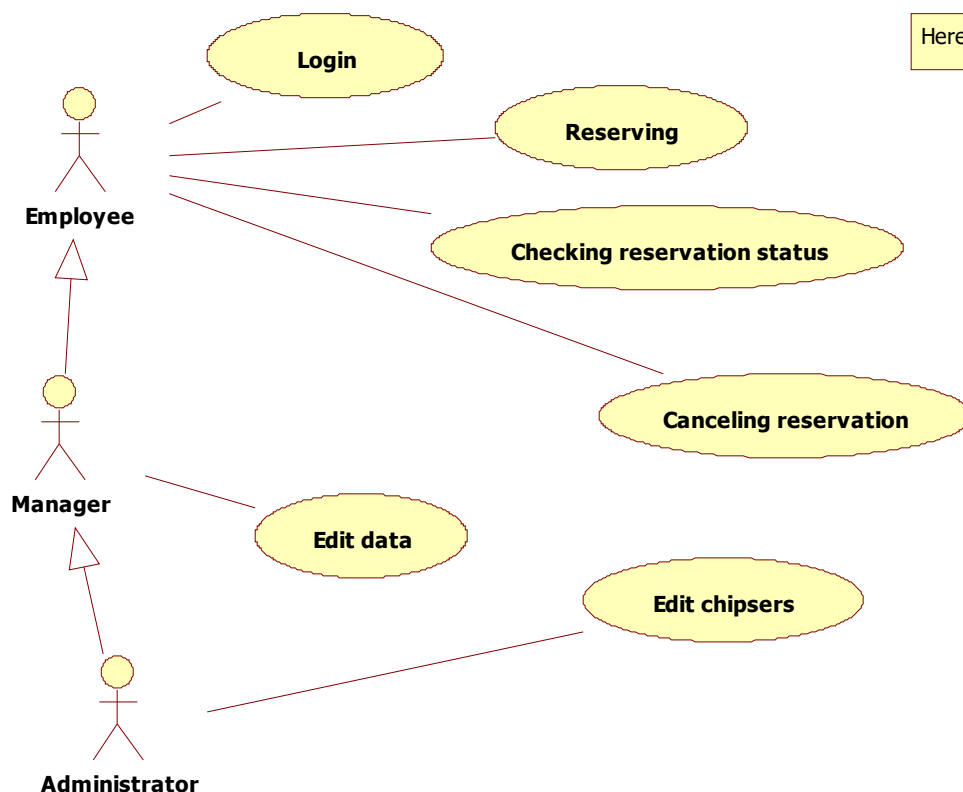 Login
Here
Reserving
Employee
Checking reservation status
Canceling reservation
Manager
Edit data
Edit chipsers
Administrator